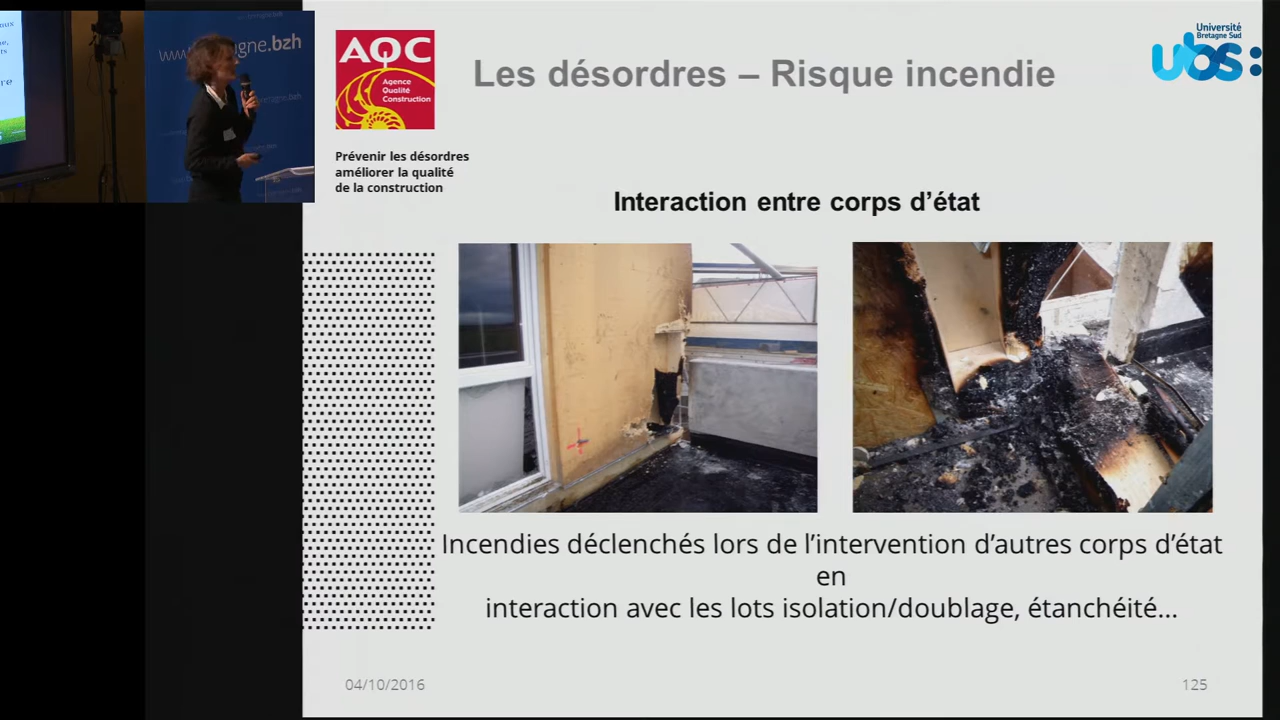 www.
gne.bzh
AQC
Agence
Qualité
Construction
Prévenir les désordres
améliorer la qualité
de la construction
Les désordres – Risque incendie
Université
Bretagne Sud
ubs:
Interaction entre corps d’état
Incendies déclenchés lors de l’intervention d’autres corps d’état
en
interaction avec les lots isolation/doublage, étanchéité...
04/10/2016
125